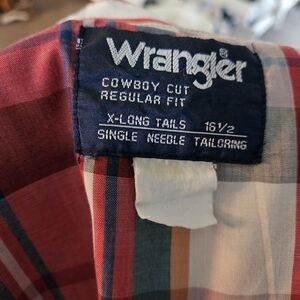 Wrangler®
COWBOY CUT
REGULAR FIT
X-LONG TAILS 16 1/2
SINGLE NEEDLE TAILORING